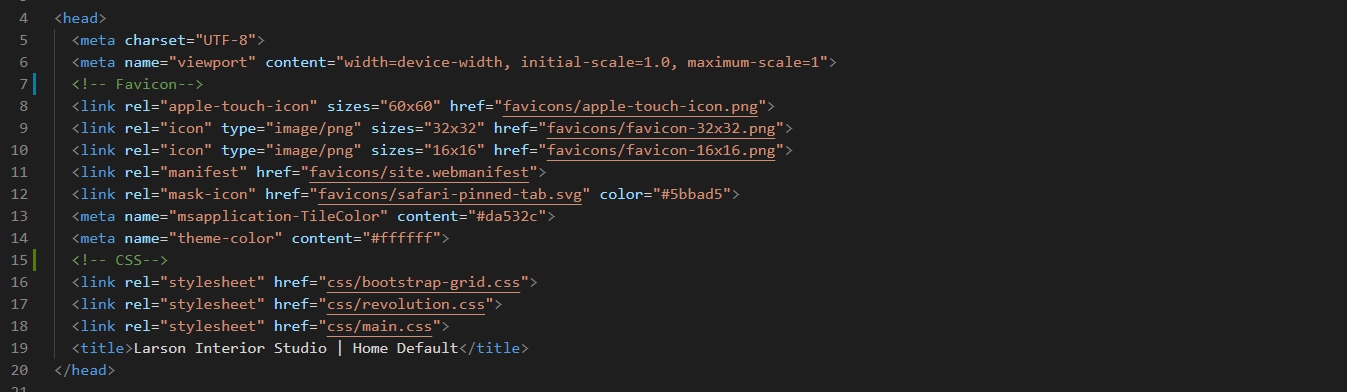 4 <head>
5 <meta charset="UTF-8">
6 <meta name="viewport" content="width=device-width, initial-scale=1.0, maximum-scale=1">
7 <!-- Favicon-->
8 <link rel="apple-touch-icon" sizes="60x60" href="favicons/apple-touch-icon.png">
9 <link rel="icon" type="image/png" sizes="32x32" href="favicons/favicon-32x32.png">
10 <link rel="icon" type="image/png" sizes="16x16" href="favicons/favicon-16x16.png">
11 <link rel="manifest" href="favicons/site.webmanifest">
12 <link rel="mask-icon" href="favicons/safari-pinned-tab.svg" color="#5bbad5">
13 <meta name="msapplication-TileColor" content="#da532c">
14 <meta name="theme-color" content="#ffffff">
15 <!-- CSS-->
16 <link rel="stylesheet" href="css/bootstrap-grid.css">
17 <link rel="stylesheet" href="css/revolution.css">
18 <link rel="stylesheet" href="css/main.css">
19 <title>Larson Interior Studio | Home Default</title>
20 </head>